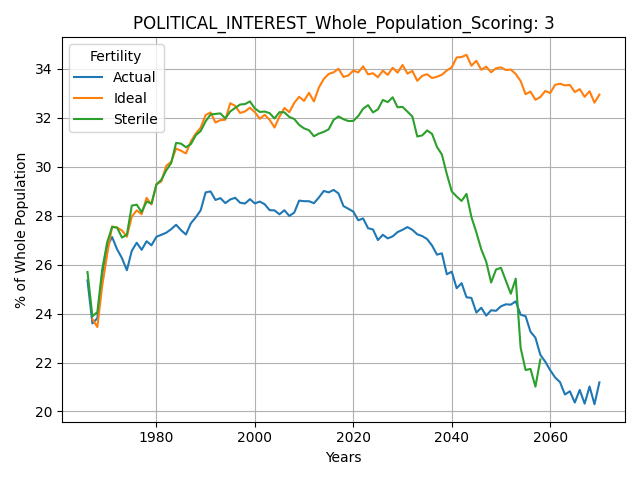 POLITICAL_INTEREST_Whole_Population_Scoring: 3
Fertility
Actual
Ideal
Sterile
% of Whole Population
34
32
30
28
26
24
22
20
1980 2000 2020 2040 2060
Years